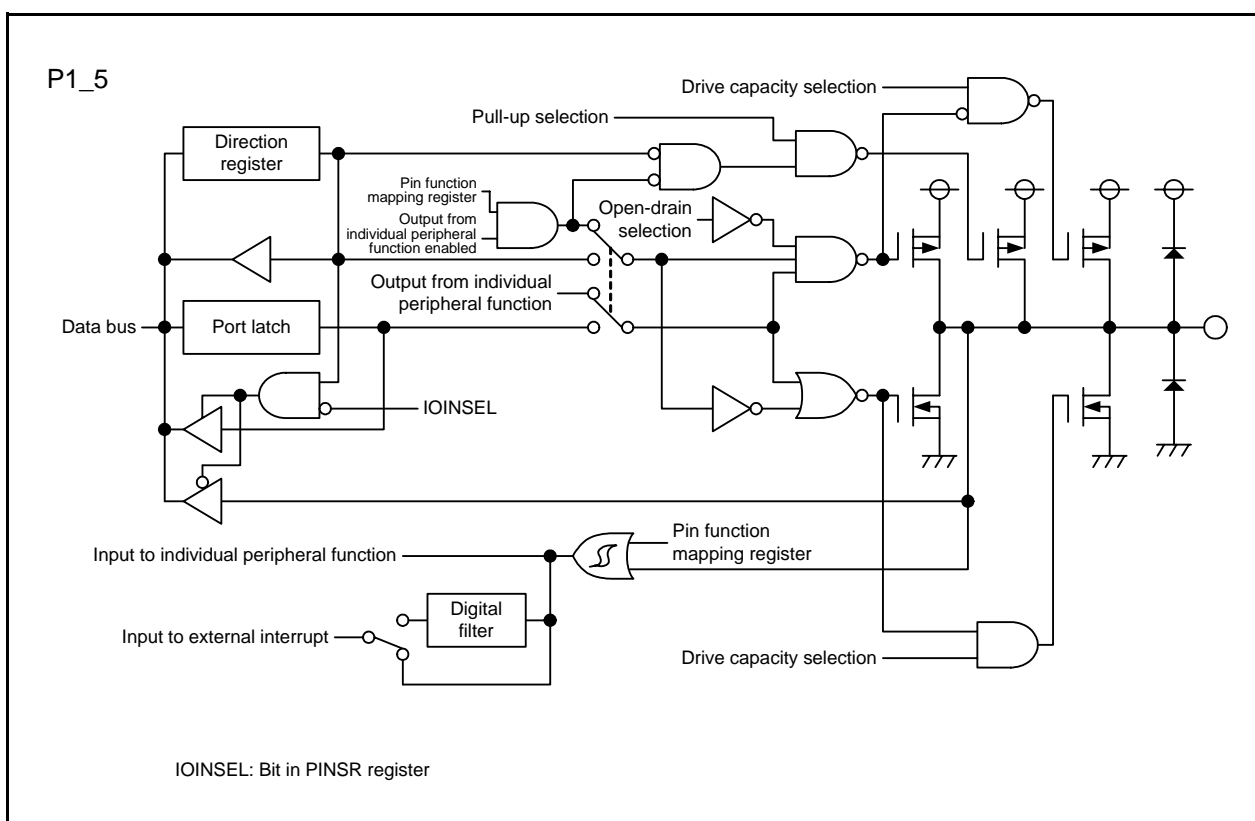 P1_5
Drive capacity selection
Pull-up selection
Direction
register
Pin function
mapping register
Output from
individual peripheral
function enabled
Open-drain
selection
Output from individual
peripheral function
Data bus
Port latch
IOINSEL
Pin function
mapping register
Input to individual peripheral function
Digital
filter
Input to external interrupt
Drive capacity selection
IOINSEL: Bit in PINSR register